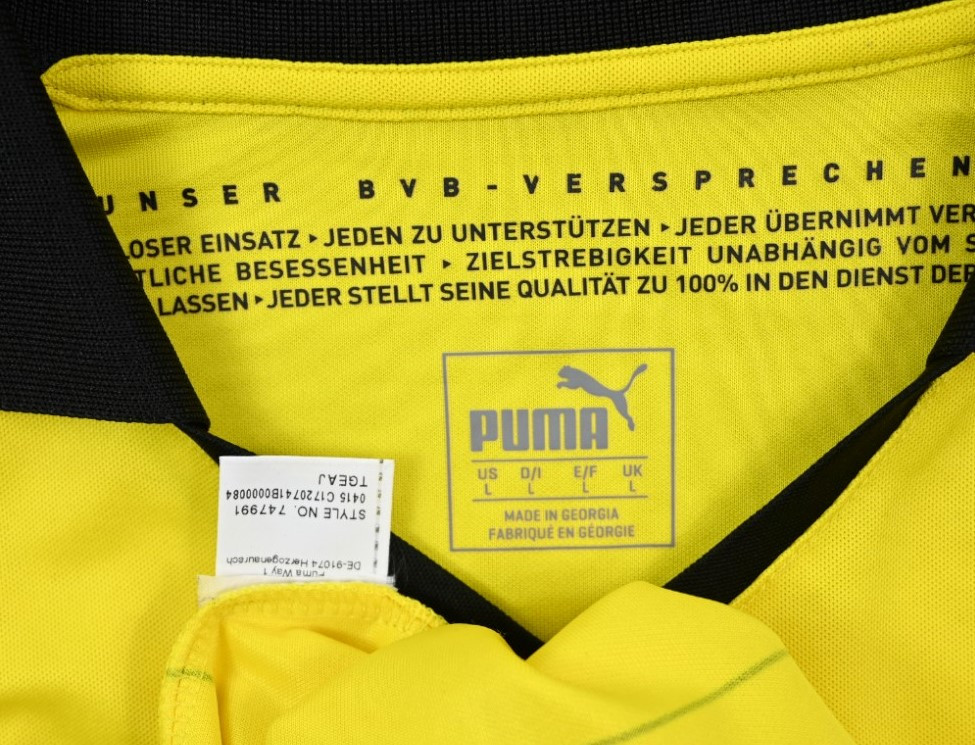 UNSER BVB-VERSPRECHEN
LOSER EINSATZ ▸ JEDEN ZU UNTERSTÜTZEN ▸ JEDER ÜBERNIMMT VER
TLICHE BESESSENHEIT ▸ ZIELSTREBIGKEIT UNABHÄNGIG VOM S
LASSEN ▸ JEDER STELLT SEINE QUALITÄT ZU 100% IN DEN DIENST DER
PUMA
US D/I E/F UK
L L L L
MADE IN GEORGIA
FABRIQUÉ EN GÉORGIE
Puma Way 1
DE-91074 Herzogenaurach
STYLE NO. 747991
0415 C1720741B0000084
TGEAJ